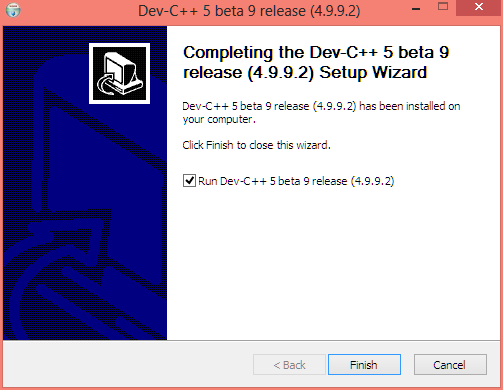 Dev-C++ 5 beta 9 release (4.9.9.2)
Completing the Dev-C++ 5 beta 9
release (4.9.9.2) Setup Wizard
Dev-C++ 5 beta 9 release (4.9.9.2) has been installed on
your computer.
Click Finish to close this wizard.
Run Dev-C++ 5 beta 9 release (4.9.9.2)
< Back
Finish
Cancel